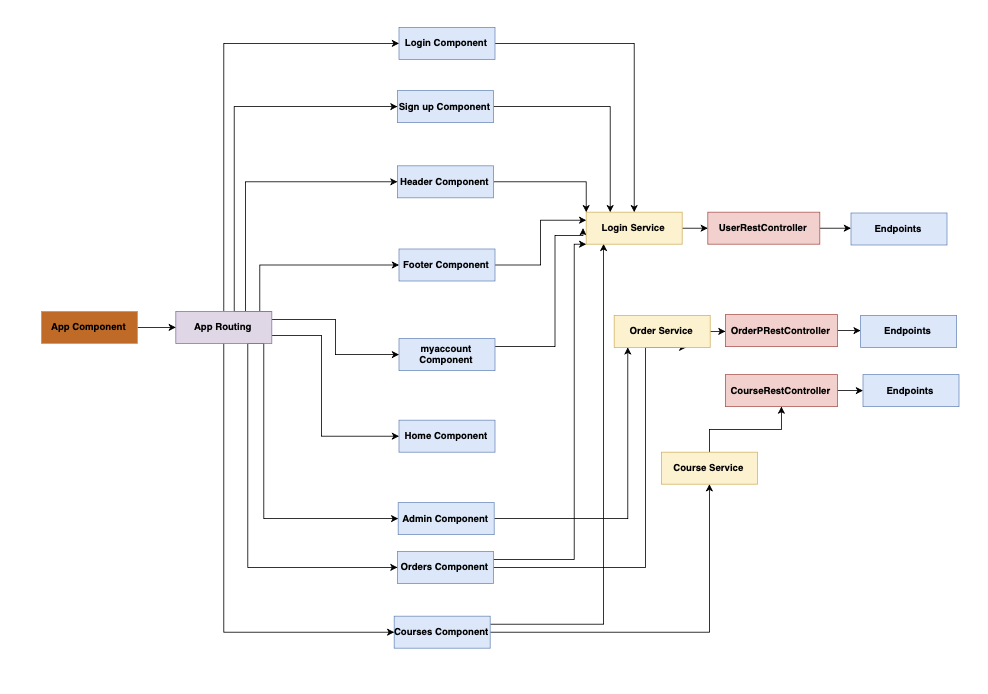 Login Component
Sign up Component
Header Component
Login Service
UserRestController
Endpoints
Footer Component
App Component
App Routing
Order Service
OrderPRestController
Endpoints
myaccount
Component
CourseRestController
Endpoints
Home Component
Course Service
Admin Component
Orders Component
Courses Component